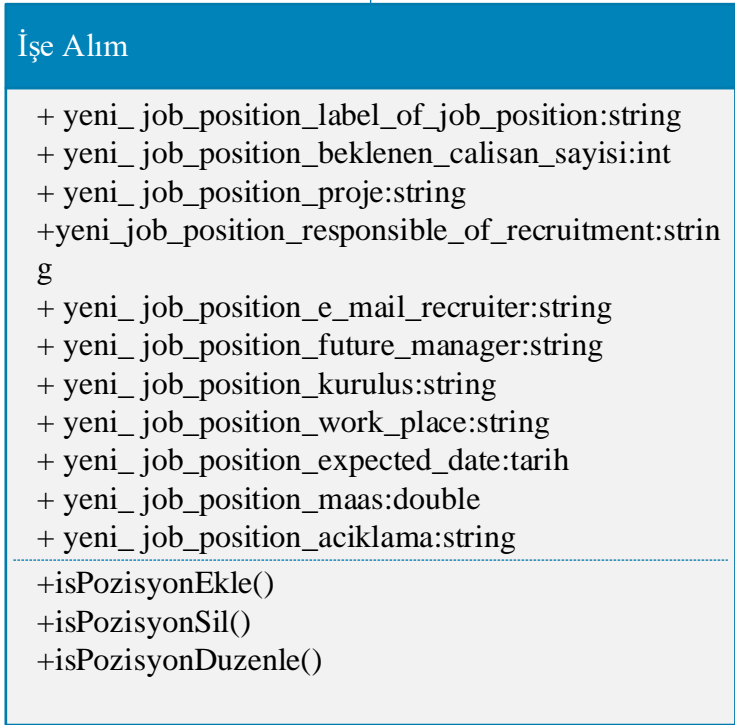 İşe Alım
+ yeni_ job_position_label_of_job_position:string
+ yeni_ job_position_beklenen_calisan_sayisi:int
+ yeni_ job_position_proje:string
+yeni_job_position_responsible_of_recruitment:strin
g
+ yeni_ job_position_e_mail_recruiter:string
+ yeni_ job_position_future_manager:string
+ yeni_ job_position_kurulus:string
+ yeni_ job_position_work_place:string
+ yeni_ job_position_expected_date:tarih
+ yeni_ job_position_maas:double
+ yeni_ job_position_aciklama:string
+isPozisyonEkle()
+isPozisyonSil()
+isPozisyonDuzenle()